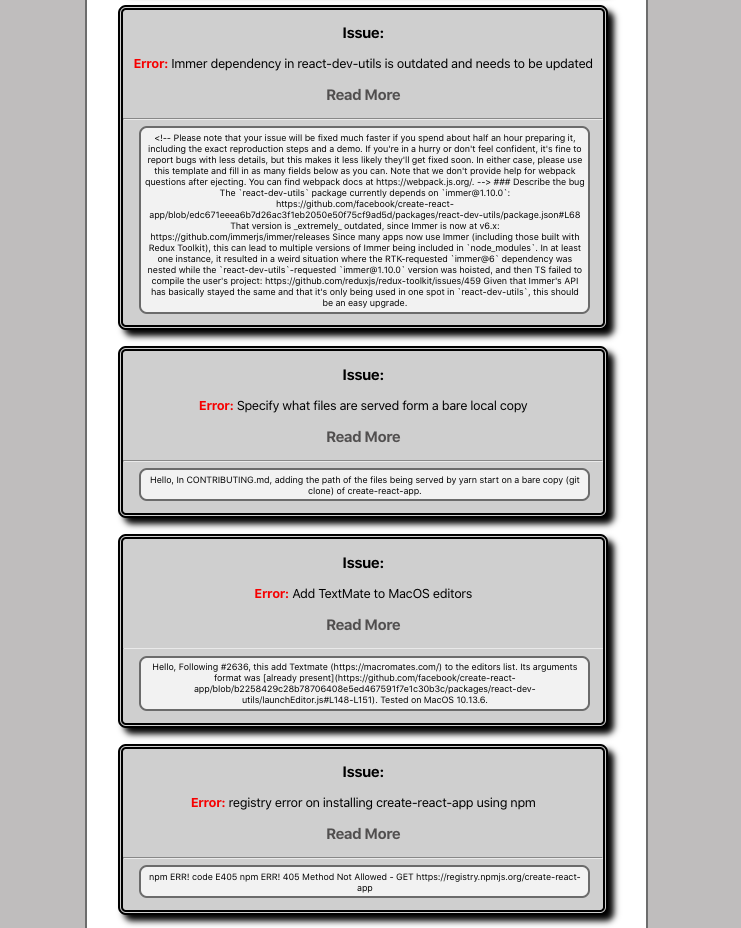 Issue:
Error: Immer dependency in react-dev-utils is outdated and needs to be updated
Read More
<!-- Please note that your issue will be fixed much faster if you spend about half an hour preparing it,
including the exact reproduction steps and a demo. If you're in a hurry or don't feel confident, it's fine to
report bugs with less details, but this makes it less likely they'll get fixed soon. In either case, please use
this template and fill in as many fields below as you can. Note that we don't provide help for webpack
questions after ejecting. You can find webpack docs at https://webpack.js.org/. --> ### Describe the bug
The `react-dev-utils` package currently depends on `immer@1.10.0`:
https://github.com/facebook/create-react-
app/blob/edc671eeea6b7d26ac3f1eb2050e50f75cf9ad5d/packages/react-dev-utils/package.json#L68
That version is _extremely_ outdated, since Immer is now at v6.x:
https://github.com/immerjs/immer/releases Since many apps now use Immer (including those built with
Redux Toolkit), this can lead to multiple versions of Immer being included in `node_modules`. In at least
one instance, it resulted in a weird situation where the RTK-requested `immer@6` dependency was
nested while the `react-dev-utils`-requested `immer@1.10.0` version was hoisted, and then TS failed to
compile the user's project: https://github.com/reduxjs/redux-toolkit/issues/459 Given that Immer's API
has basically stayed the same and that it's only being used in one spot in `react-dev-utils`, this should
be an easy upgrade.
Issue:
Error: Specify what files are served form a bare local copy
Read More
Hello, In CONTRIBUTING.md, adding the path of the files being served by yarn start on a bare copy (git
clone) of create-react-app.
Issue:
Error: Add TextMate to MacOS editors
Read More
Hello, Following #2636, this add Textmate (https://macromates.com/) to the editors list. Its arguments
format was [already present](https://github.com/facebook/create-react-
app/blob/b2258429c28b78706408e5ed467591f7e1c30b3c/packages/react-dev-
utils/launchEditor.js#L148-L151). Tested on MacOS 10.13.6.
Issue:
Error: registry error on installing create-react-app using npm
Read More
npm ERR! code E405 npm ERR! 405 Method Not Allowed - GET https://registry.npmjs.org/create-react-
app